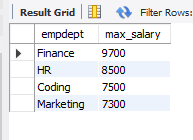 Result Grid Filter Rows:
empdept max_salary
Finance 9700
HR 8500
Coding 7500
Marketing 7300